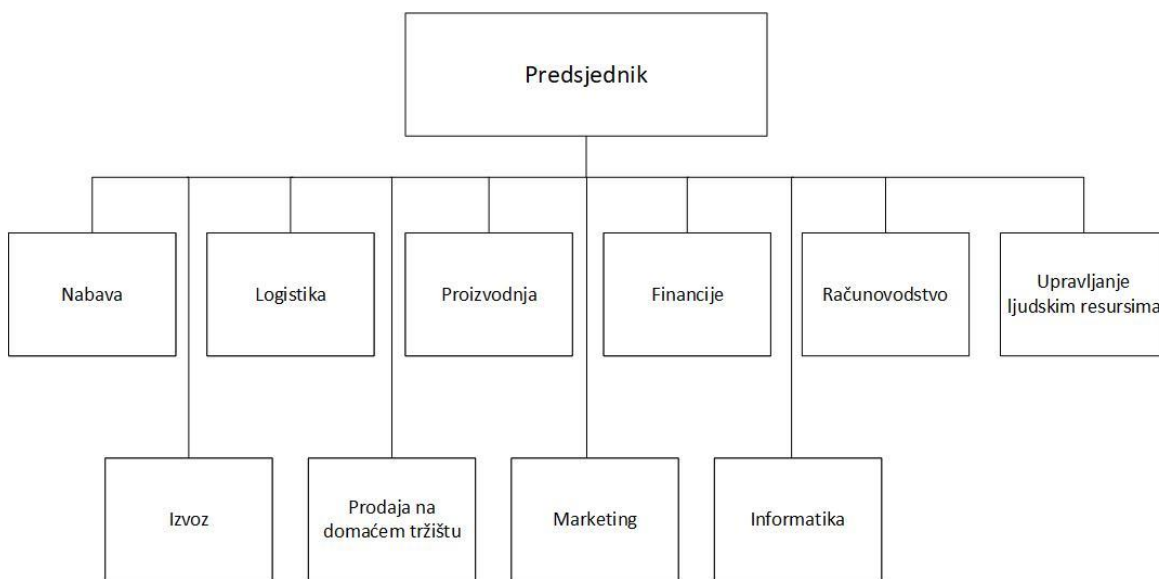 Predsjednik
Nabava
Logistika
Proizvodnja
Financije
Računovodstvo
Upravljanje
ljudskim resursima
Izvoz
Prodaja na
domaćem tržištu
Marketing
Informatika